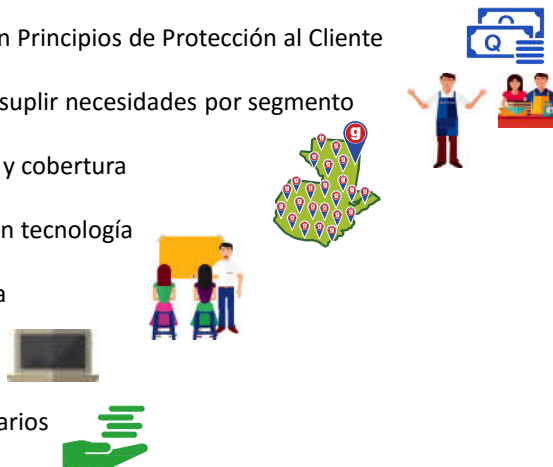 n Principios de Protección al Cliente
Q
suplir necesidades por segmento
y cobertura
g
n tecnología
a
arios